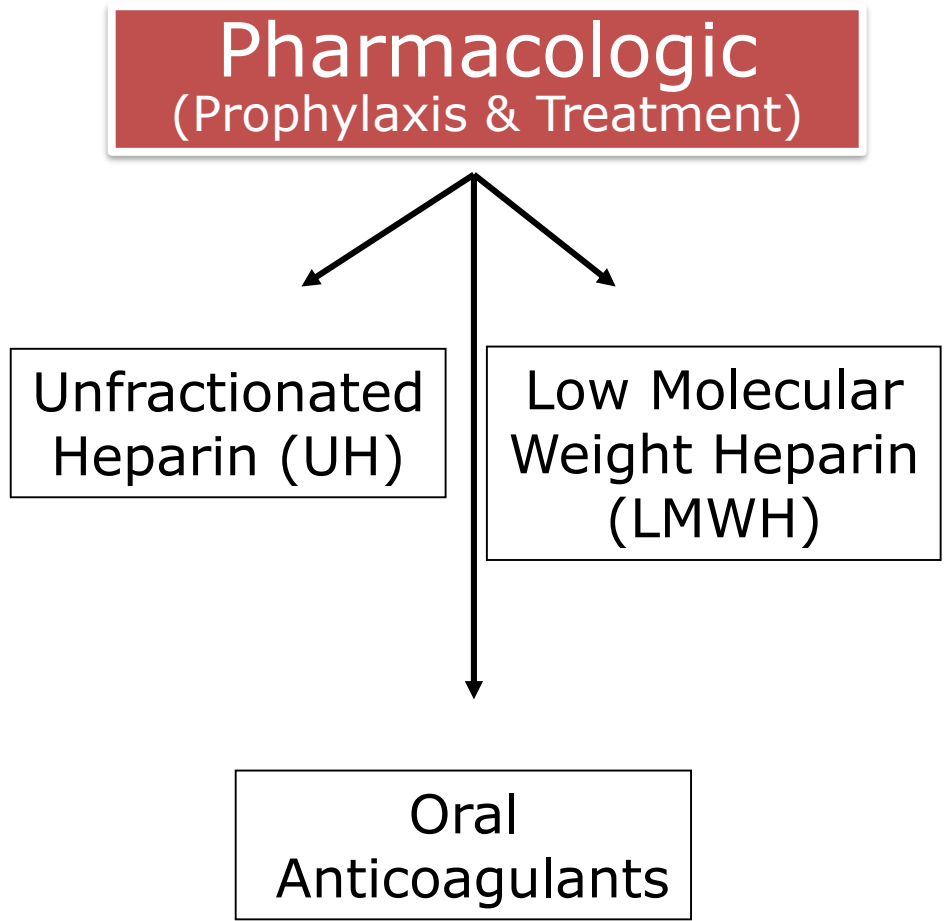 Pharmacologic
(Prophylaxis & Treatment)
Unfractionated
Heparin (UH)
Low Molecular
Weight Heparin
(LMWH)
Oral
Anticoagulants